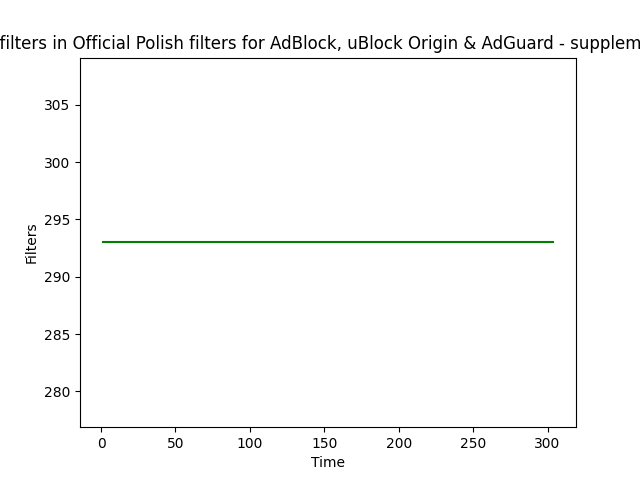 filters in Official Polish filters for AdBlock, uBlock Origin & AdGuard - supplem
305
300
295
290
285
280
Filters
0 50 100 150 200 250 300
Time